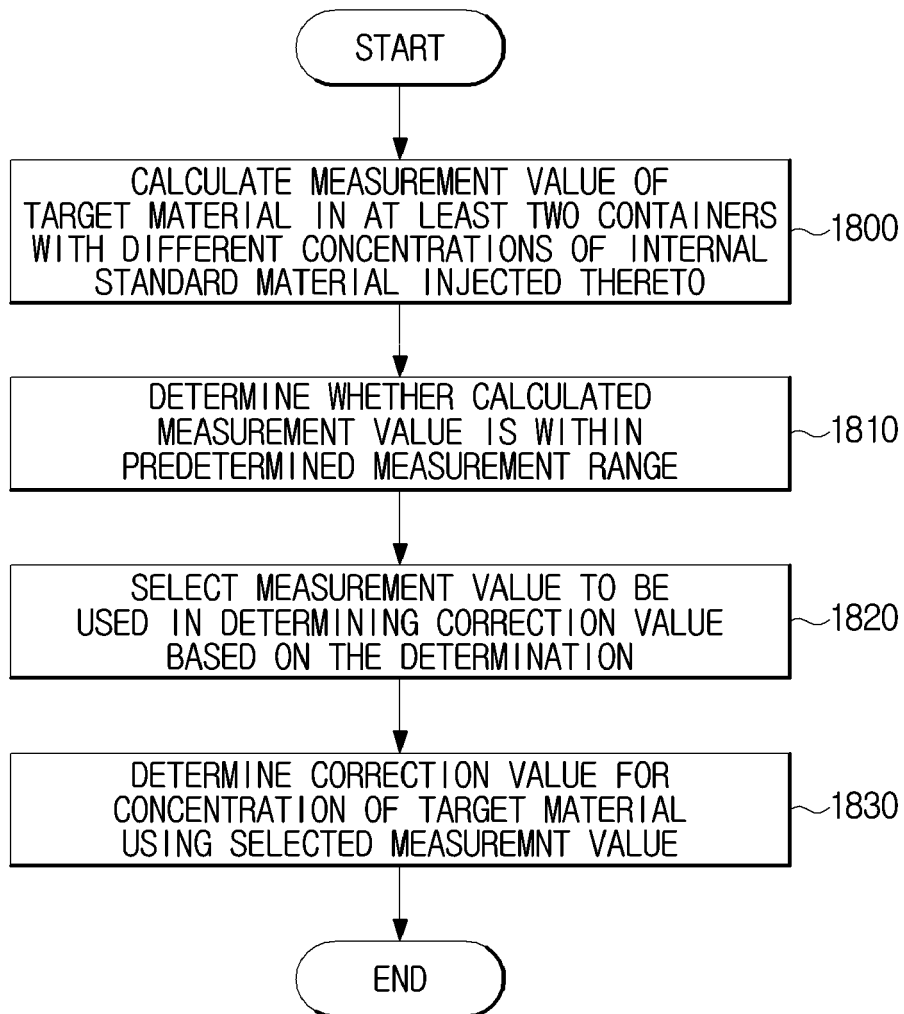 START
CALCULATE MEASUREMENT VALUE OF
TARGET MATERIAL IN AT LEAST TWO CONTAINERS
WITH DIFFERENT CONCENTRATIONS OF INTERNAL
STANDARD MATERIAL INJECTED THERETO
1800
DETERMINE WHETHER CALCULATED
MEASUREMENT VALUE IS WITHIN
PREDETERMINED MEASUREMENT RANGE
1810
SELECT MEASUREMENT VALUE TO BE
USED IN DETERMINING CORRECTION VALUE
BASED ON THE DETERMINATION
1820
DETERMINE CORRECTION VALUE FOR
CONCENTRATION OF TARGET MATERIAL
USING SELECTED MEASUREMNT VALUE
1830
END